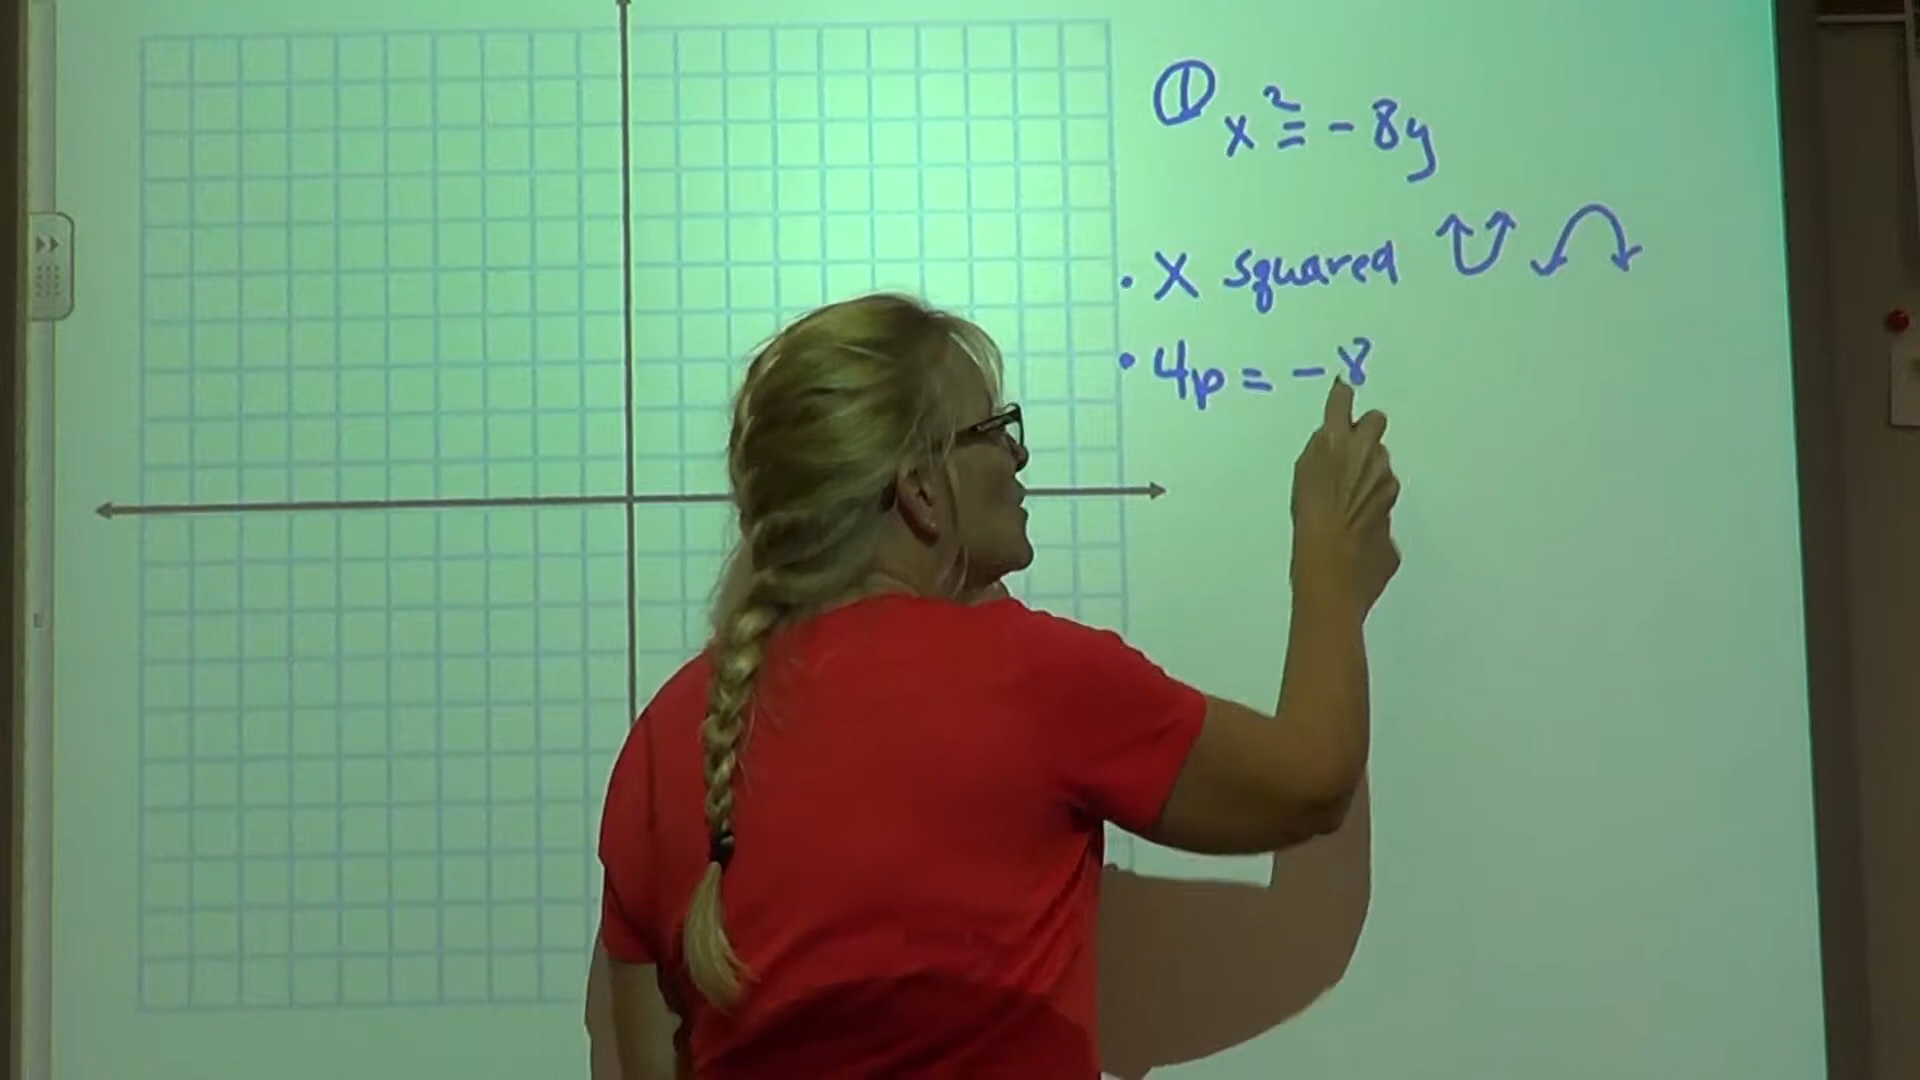 ① x² = -8y
• X squared
• 4p = -8